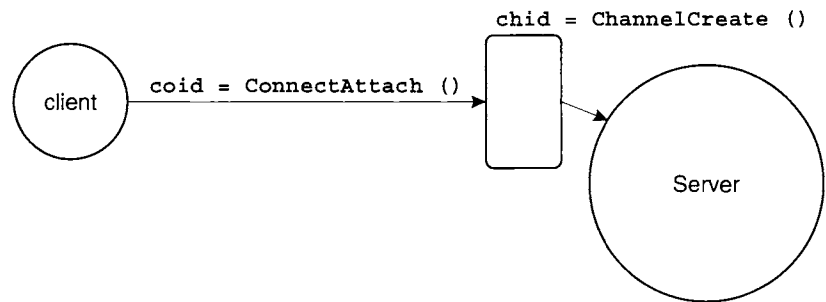 chid = ChannelCreate ()
coid = ConnectAttach ()
client
Server